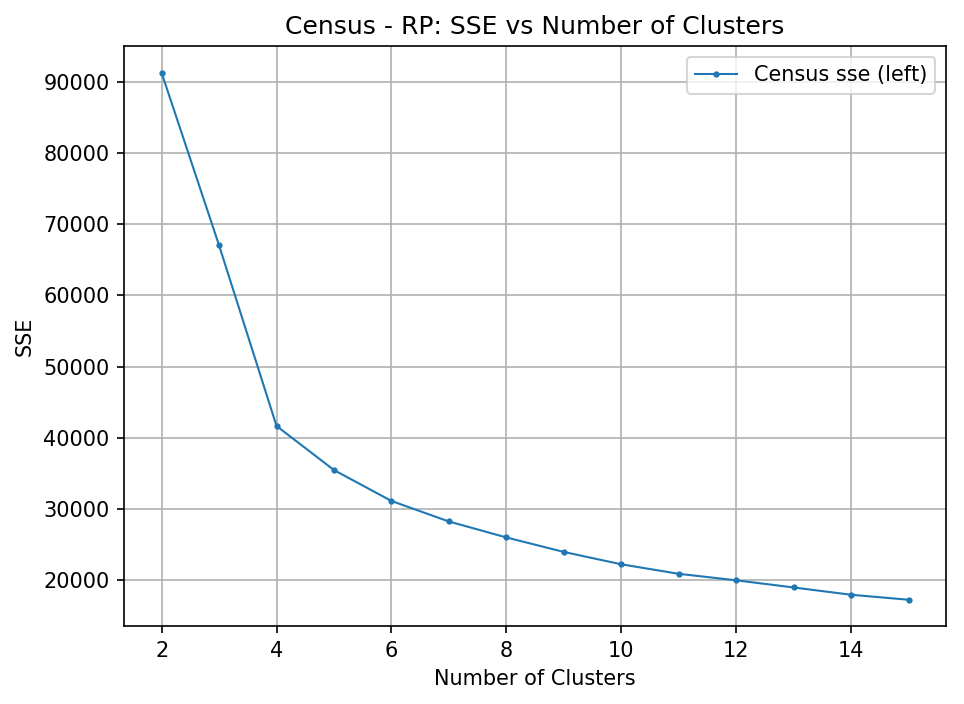 Census - RP: SSE vs Number of Clusters
Census sse (left)
90000
80000
70000
60000
50000
40000
30000
20000
SSE
2 4 6 8 10 12 14
Number of Clusters